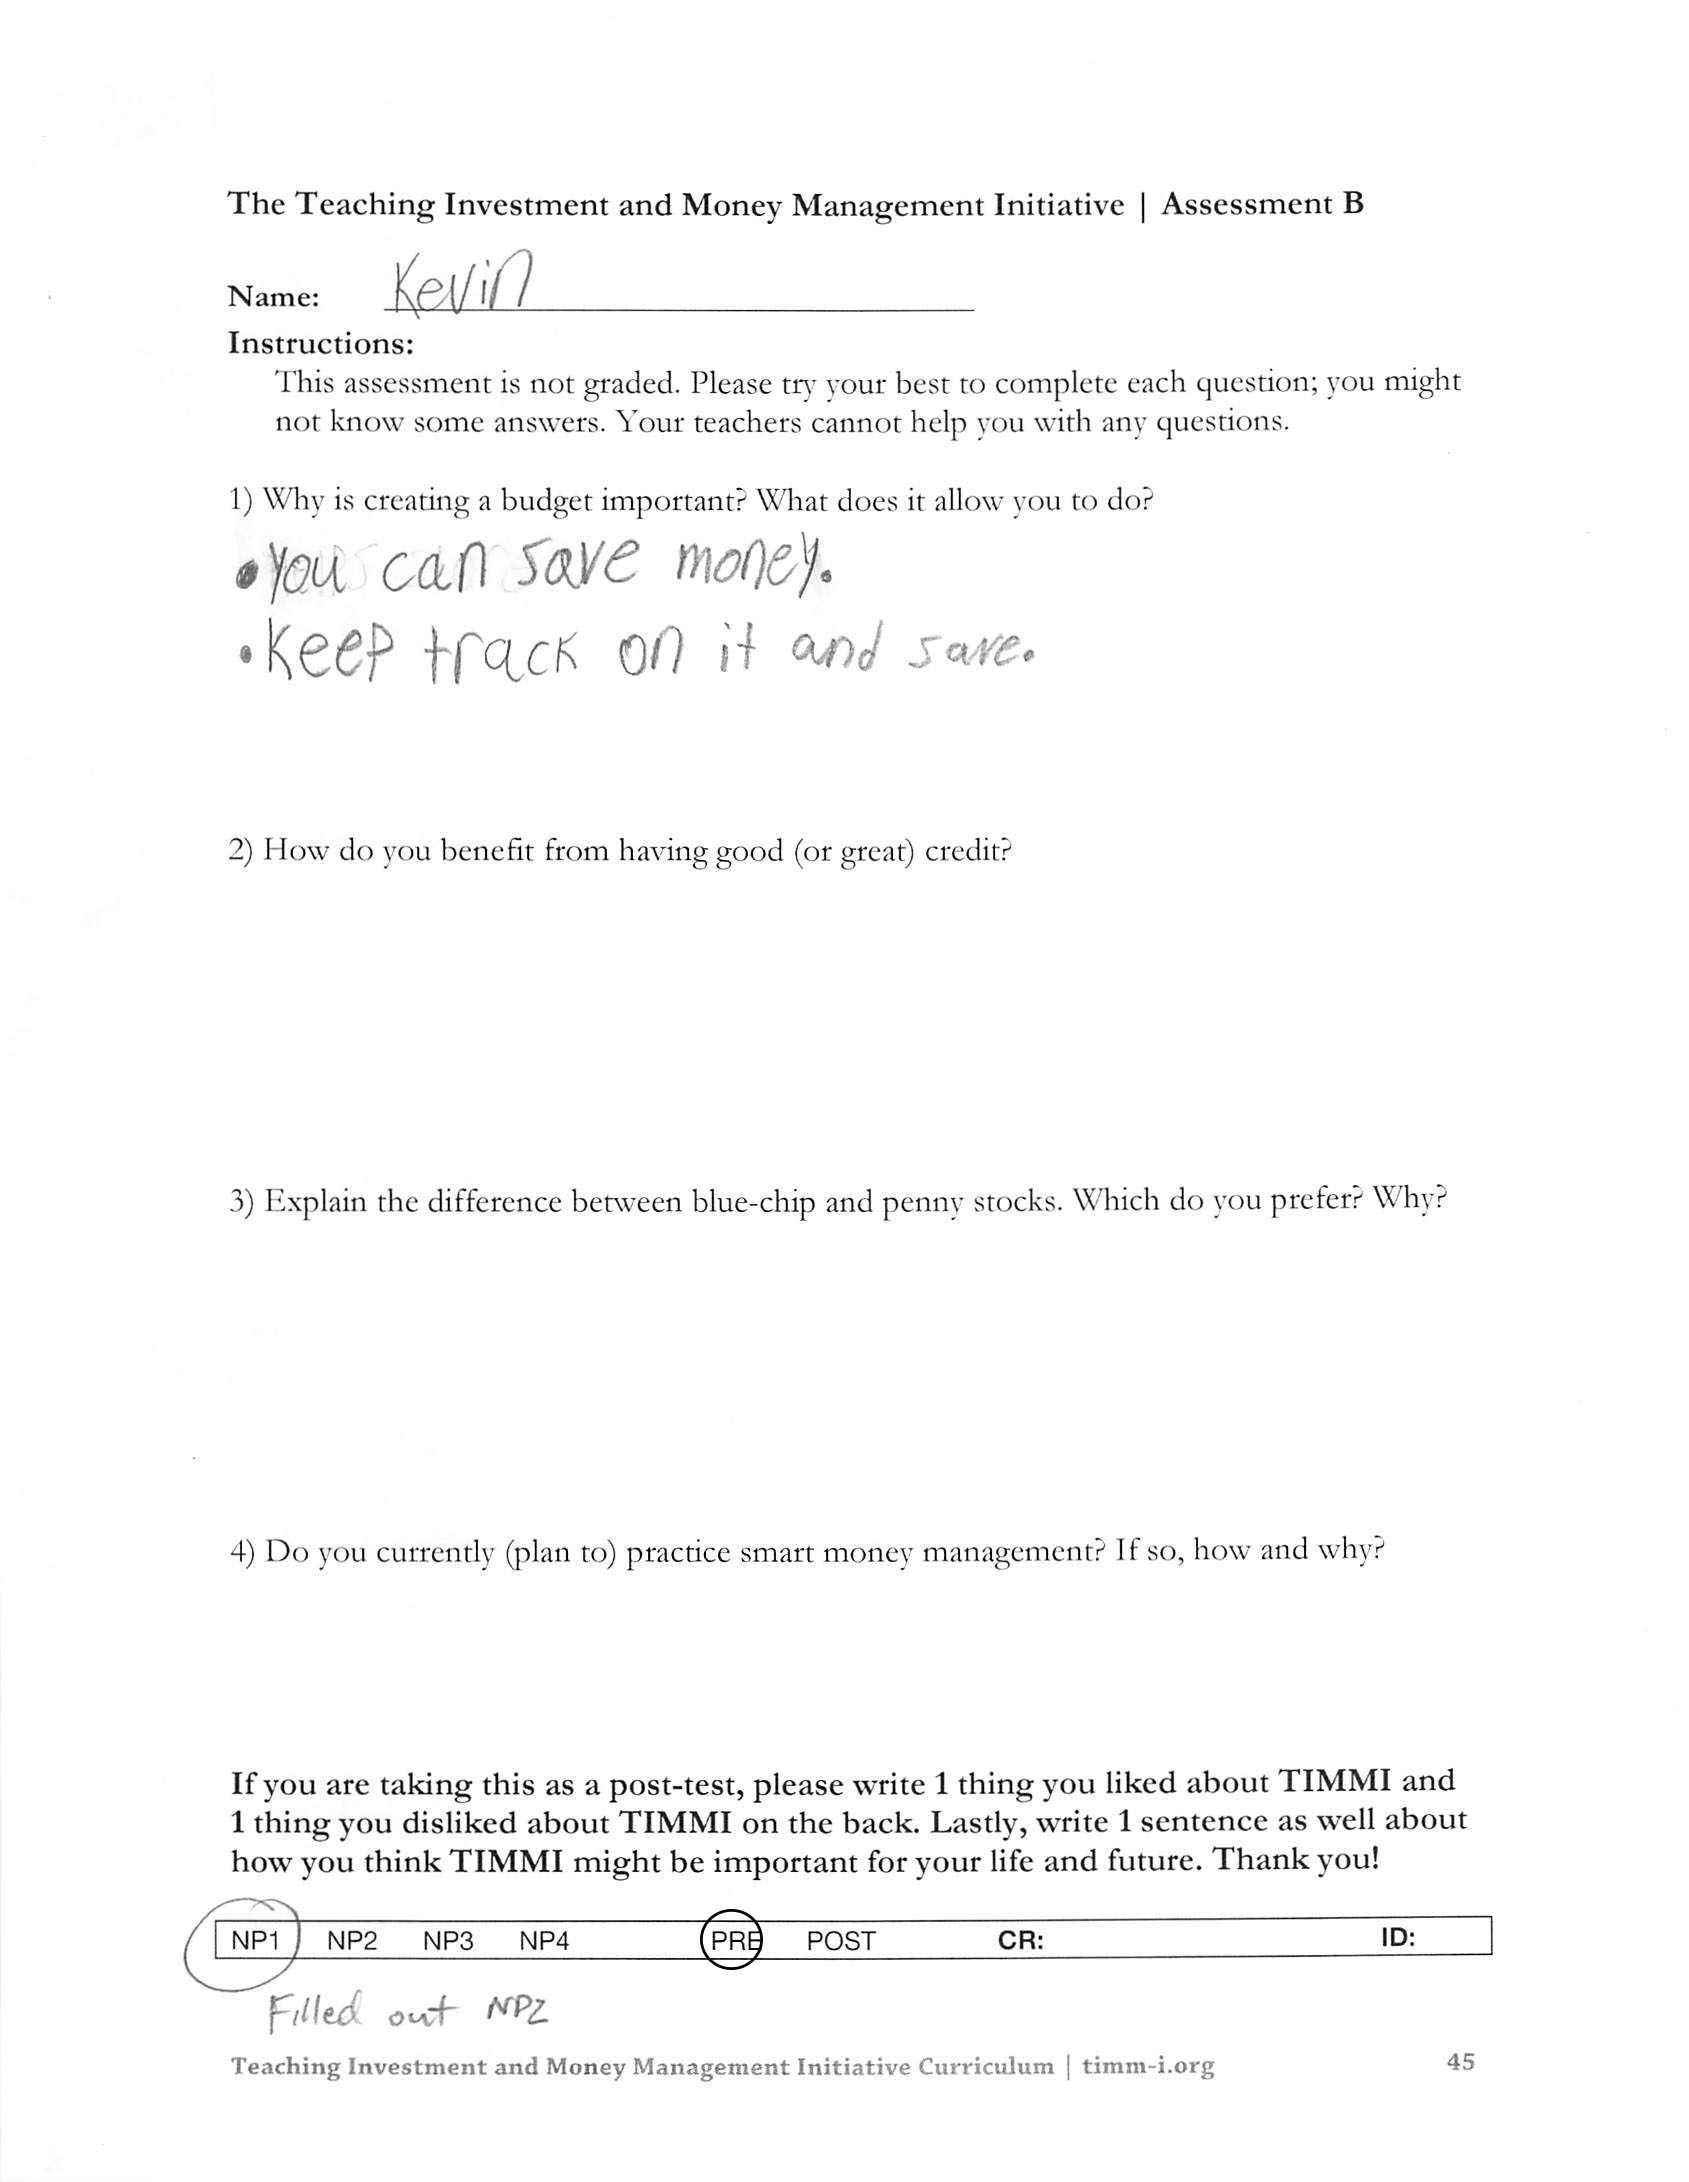 The Teaching Investment and Money Management Initiative | Assessment B
Name: Kevin
Instructions:
This assessment is not graded. Please try your best to complete each question; you might
not know some answers. Your teachers cannot help you with any questions.
1) Why is creating a budget important? What does it allow you to do?
• You can save money.
• Keep track on it and save.
2) How do you benefit from having good (or great) credit?
3) Explain the difference between blue-chip and penny stocks. Which do you prefer? Why?
4) Do you currently (plan to) practice smart money management? If so, how and why?
If you are taking this as a post-test, please write 1 thing you liked about TIMMI and
1 thing you disliked about TIMMI on the back. Lastly, write 1 sentence as well about
how you think TIMMI might be important for your life and future. Thank you!
NP1 NP2 NP3 NP4 PRE POST CR: ID:
Filled out NP2
Teaching Investment and Money Management Initiative Curriculum | timm-i.org 45